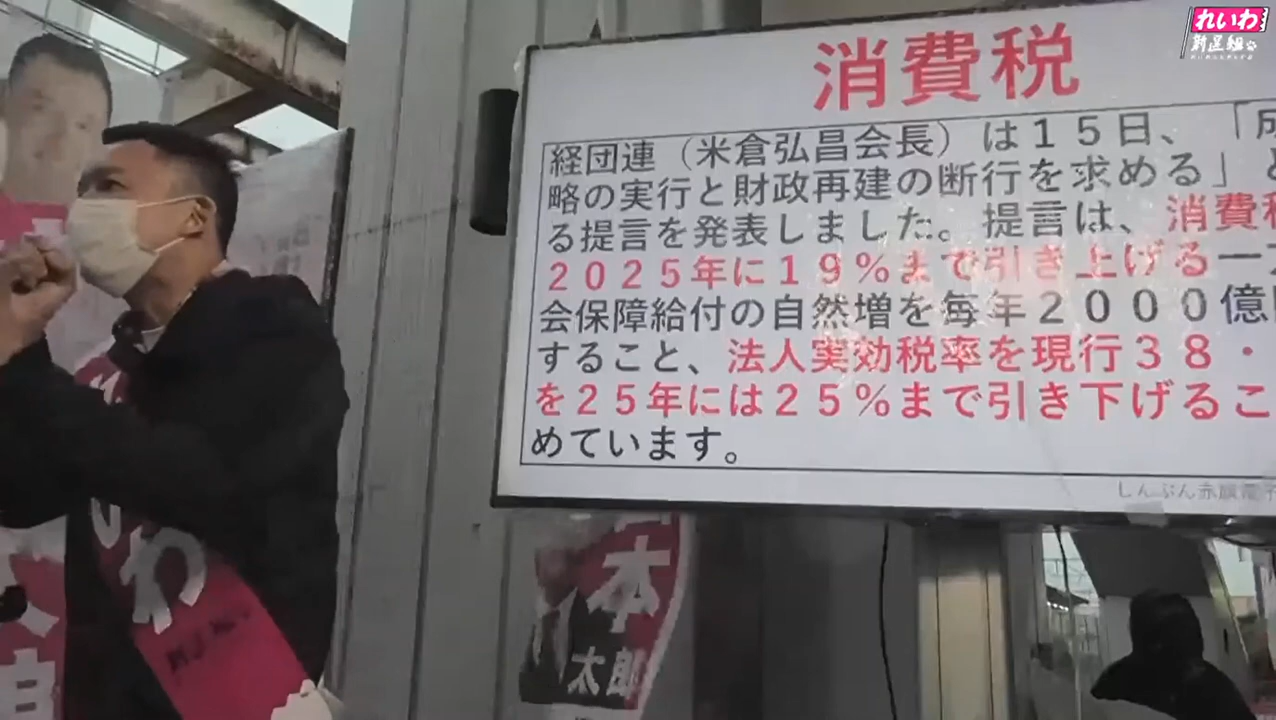 れいわ
新選組
消費税
経団連（米倉弘昌会長）は１５日、「成
略の実行と財政再建の断行を求める」と
る提言を発表しました。提言は、消費税
２０２５年に１９％まで引き上げる一方
会保障給付の自然増を毎年２０００億円
すること、法人実効税率を現行３８・
を２５年には２５％まで引き下げるこ
めています。
しんぶん赤旗電子
いわ
本
太郎